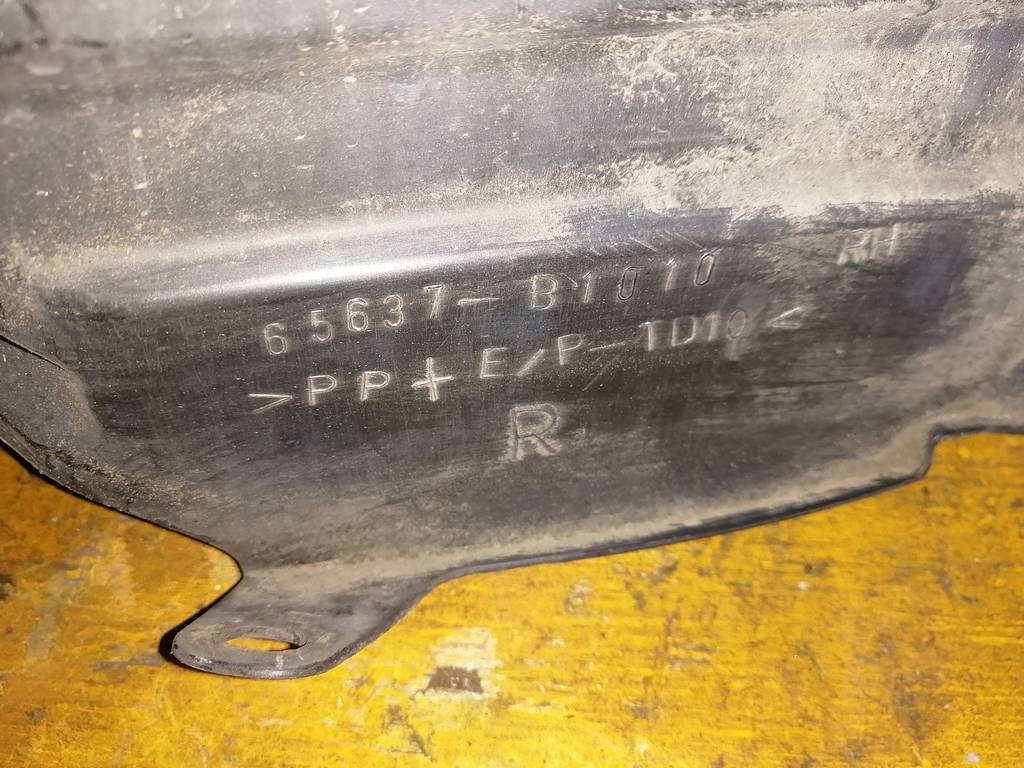 RH
65637-B1010
>PP+E/P-TD10<
R